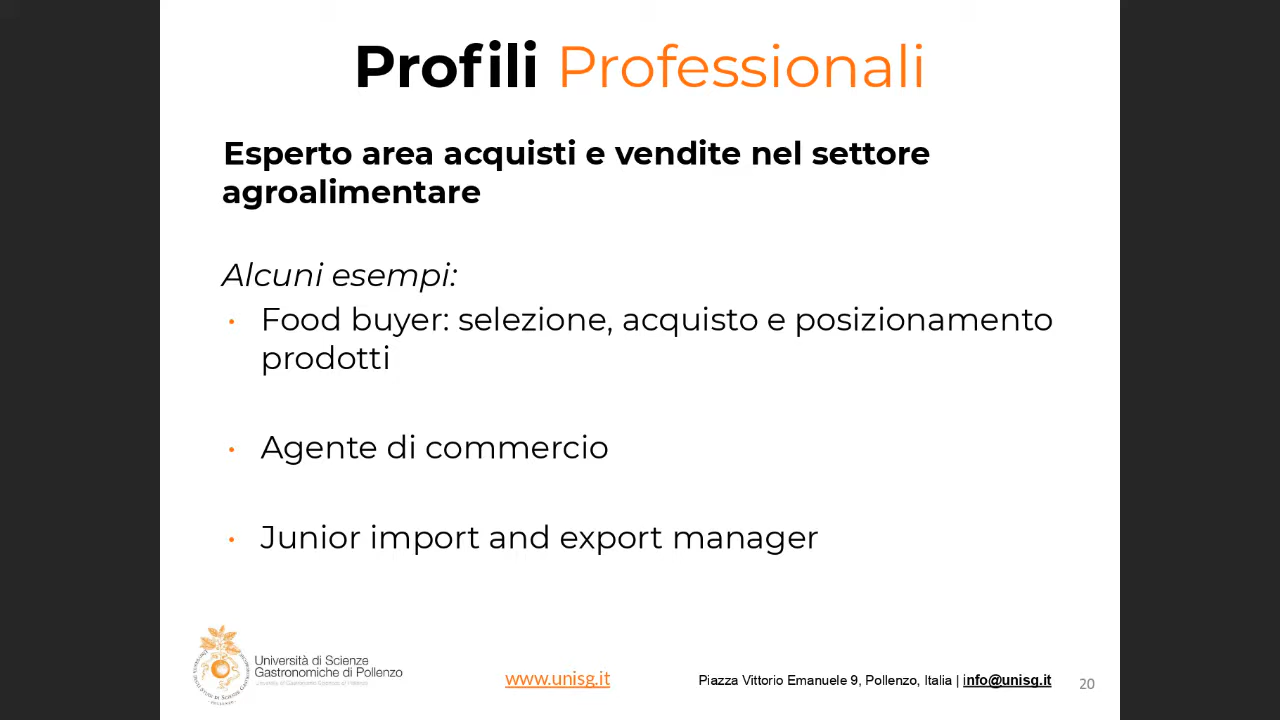 Profili Professionali
Esperto area acquisti e vendite nel settore
agroalimentare
Alcuni esempi:
• Food buyer: selezione, acquisto e posizionamento
prodotti
• Agente di commercio
• Junior import and export manager
Università di Scienze
Gastronomiche di Pollenzo
www.unisg.it
Piazza Vittorio Emanuele 9, Pollenzo, Italia | info@unisg.it
20